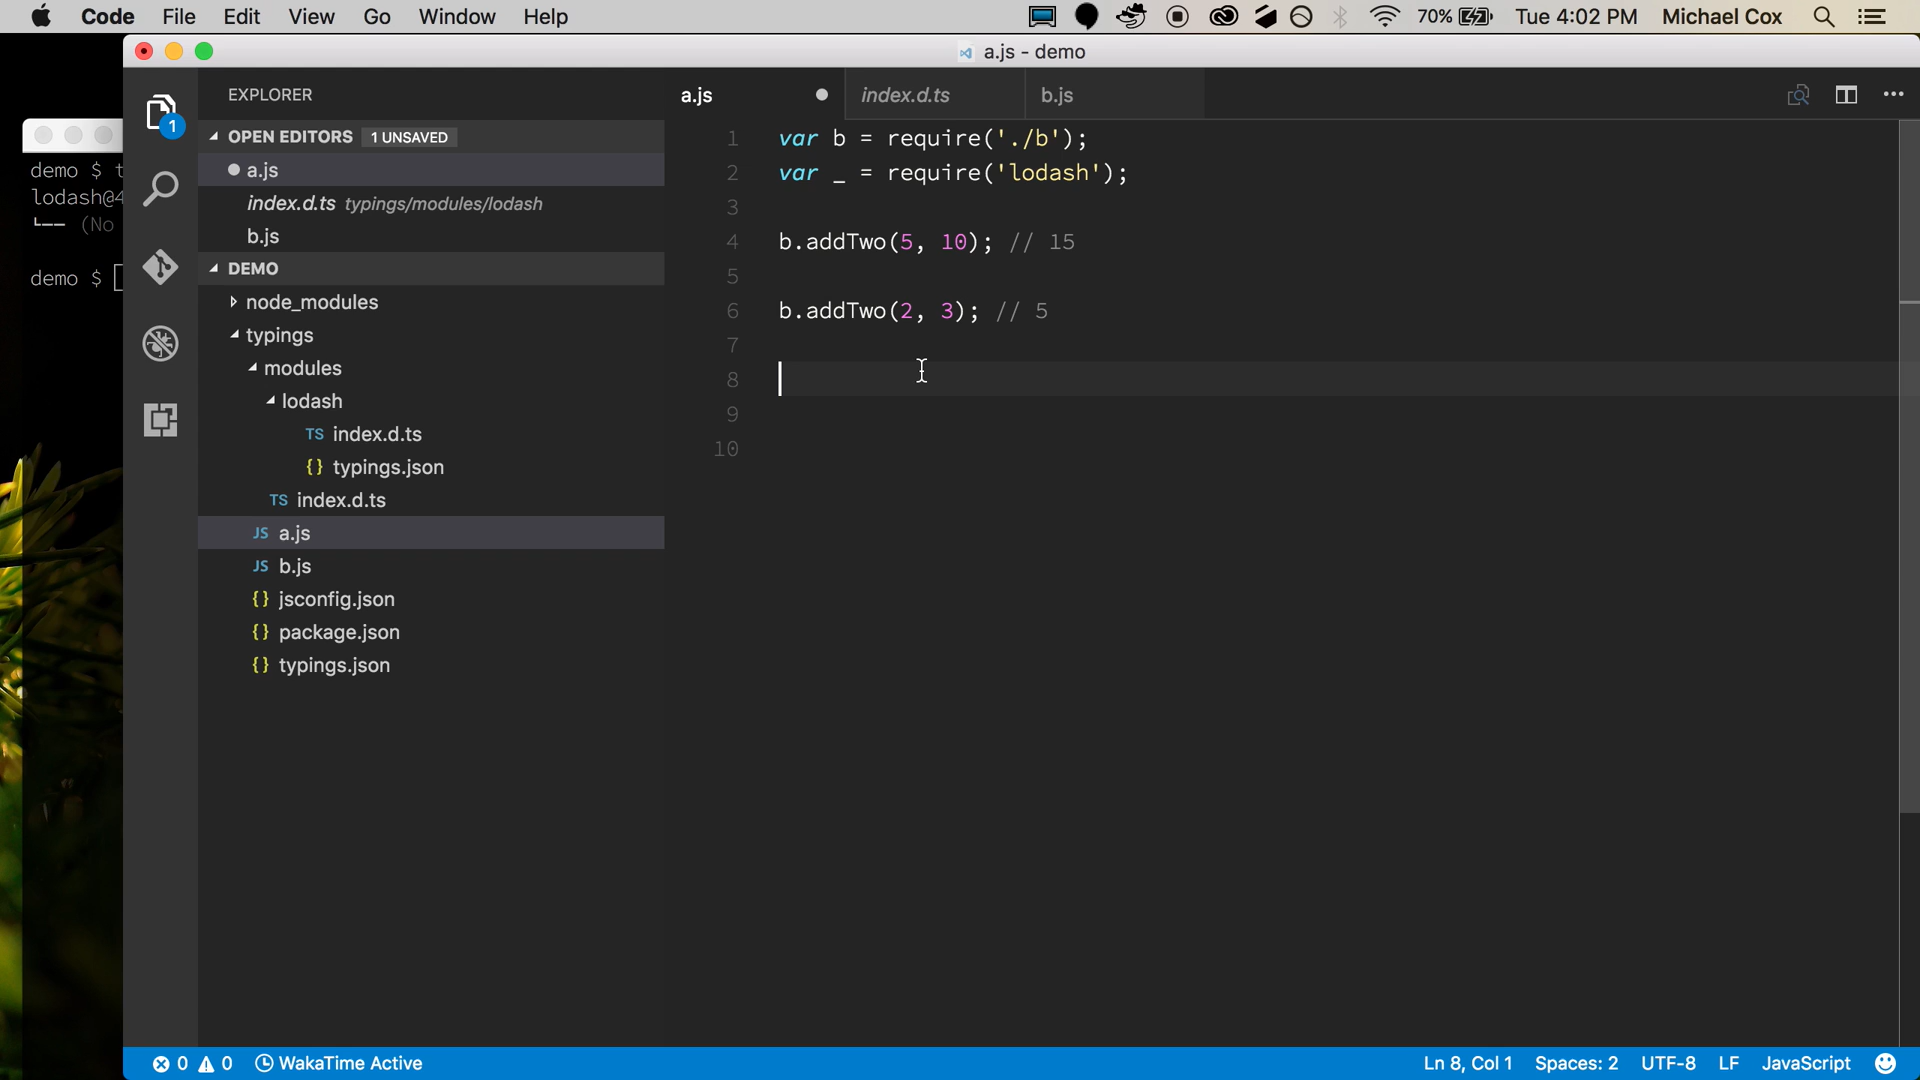 Code File Edit View Go Window Help 70% Tue 4:02 PM Michael Cox
a.js - demo
demo $ t
lodash@4
(No
demo $
1
EXPLORER
OPEN EDITORS 1 UNSAVED
a.js
index.d.ts typings/modules/lodash
b.js
DEMO
node_modules
typings
modules
lodash
TS index.d.ts
{} typings.json
TS index.d.ts
JS a.js
JS b.js
{} jsconfig.json
{} package.json
{} typings.json
a.js index.d.ts b.js
1 var b = require('./b');
2 var _ = require('lodash');
3
4 b.addTwo(5, 10); // 15
5
6 b.addTwo(2, 3); // 5
7
8
9
10
0 0 WakaTime Active Ln 8, Col 1 Spaces: 2 UTF-8 LF JavaScript